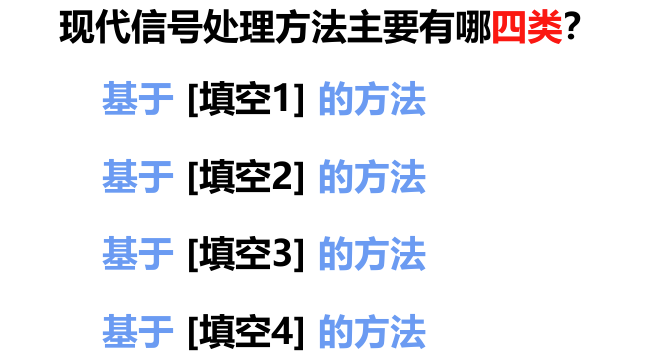 现代信号处理方法主要有哪四类?
基于 [填空1] 的方法
基于 [填空2] 的方法
基于 [填空3] 的方法
基于 [填空4] 的方法